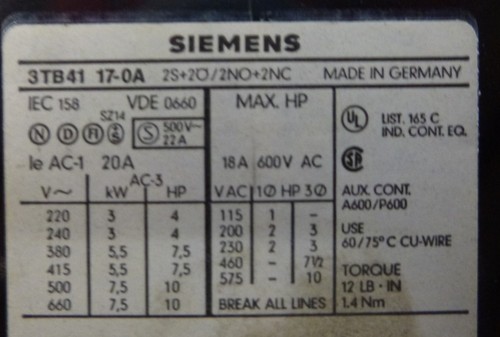 SIEMENS
3TB41 17-0A 2S+2Ö/2NO+2NC MADE IN GERMANY
IEC 158 VDE 0660
SZ14
N D FI S S 500V~ 22A
Ie AC-1 20A
AC-3
V~ kW HP
220 3 4
240 3 4
380 5,5 7,5
415 5,5 7,5
500 7,5 10
660 7,5 10
MAX. HP
18A 600V AC
VAC 1Ø HP 3Ø
115 1 -
200 2 3
230 2 3
460 - 7½
575 - 10
BREAK ALL LINES
UL LIST. 165 C
IND. CONT. EQ.
SA
AUX. CONT.
A600/P600
USE
60/75°C CU-WIRE
TORQUE
12 LB·IN
1.4 Nm